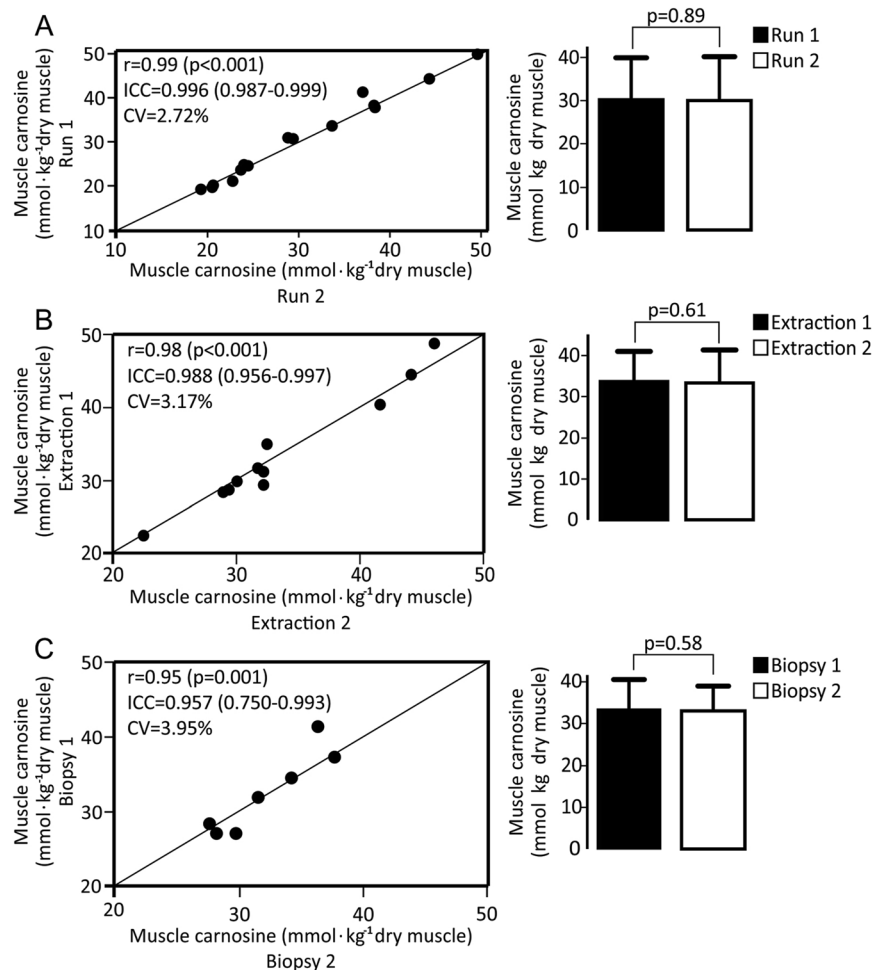 A
r=0.99 (p<0.001)
ICC=0.996 (0.987-0.999)
CV=2.72%
Muscle carnosine
(mmol·kg⁻¹dry muscle)
Run 1
50
40
30
20
10
10
20
30
40
50
Muscle carnosine (mmol·kg⁻¹dry muscle)
Run 2
p=0.89
Run 1
Run 2
Muscle carnosine
(mmol kg dry muscle)
40
30
20
10
0
B
r=0.98 (p<0.001)
ICC=0.988 (0.956-0.997)
CV=3.17%
Muscle carnosine
(mmol·kg⁻¹dry muscle)
Extraction 1
50
40
30
20
20
30
40
50
Muscle carnosine (mmol·kg⁻¹dry muscle)
Extraction 2
p=0.61
Extraction 1
Extraction 2
Muscle carnosine
(mmol kg dry muscle)
40
30
20
10
0
C
r=0.95 (p=0.001)
ICC=0.957 (0.750-0.993)
CV=3.95%
Muscle carnosine
(mmol·kg⁻¹dry muscle)
Biopsy 1
50
40
30
20
20
30
40
50
Muscle carnosine (mmol·kg⁻¹dry muscle)
Biopsy 2
p=0.58
Biopsy 1
Biopsy 2
Muscle carnosine
(mmol kg dry muscle)
40
30
20
10
0